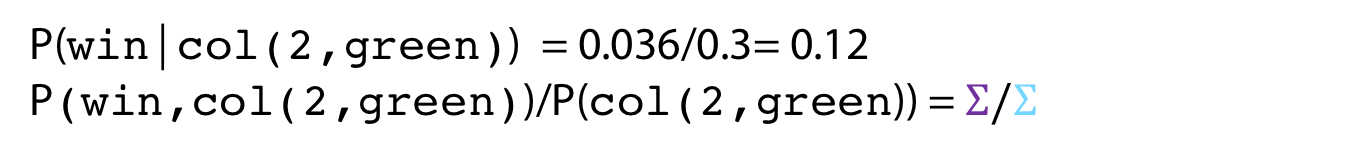 P(win|col(2,green)) = 0.036/0.3= 0.12
P(win,col(2,green))/P(col(2,green)) = Σ/Σ